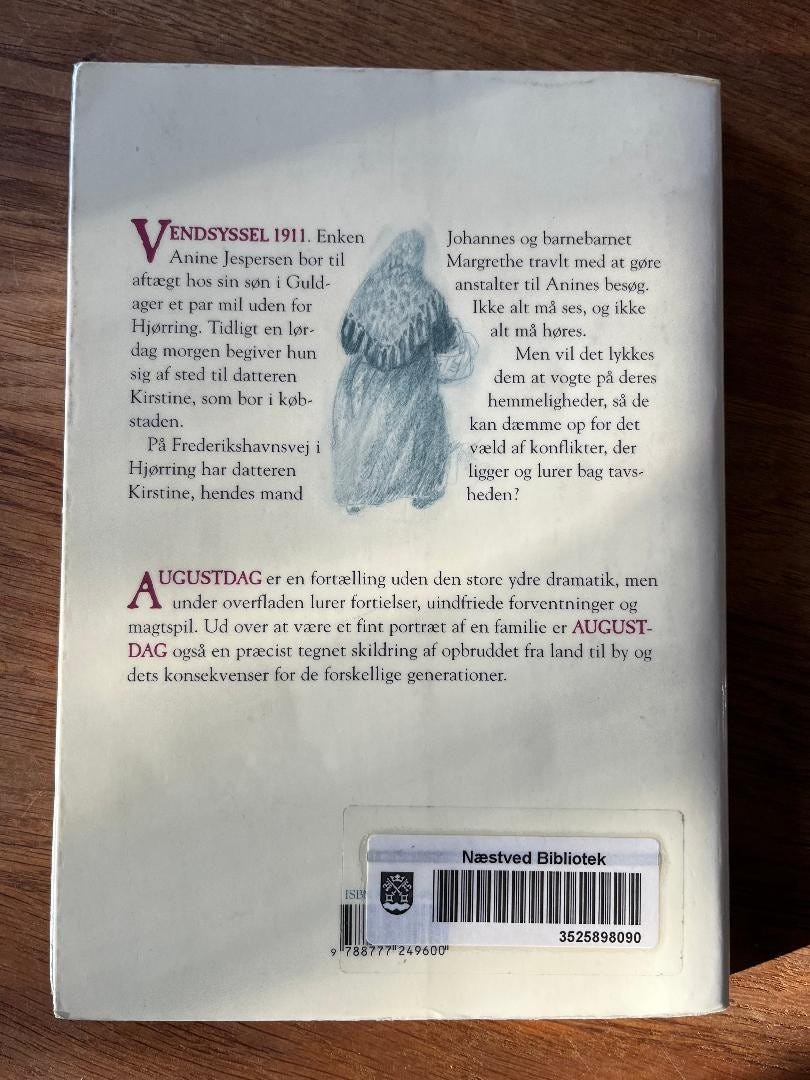 VENDSYSSEL 1911. Enken
Anine Jespersen bor til
aftægt hos sin søn i Guld-
ager et par mil uden for
Hjørring. Tidligt en lør-
dag morgen begiver hun
sig af sted til datteren
Kirstine, som bor i køb-
staden.
På Frederikshavnsvej i
Hjørring har datteren
Kirstine, hendes mand
Johannes og barnebarnet
Margrethe travlt med at gøre
anstalter til Anines besøg.
Ikke alt må ses, og ikke
alt må høres.
Men vil det lykkes
dem at vogte på deres
hemmeligheder, så de
kan dæmme op for det
væld af konflikter, der
ligger og lurer bag tavs-
heden?
AUGUSTDAG er en fortælling uden den store ydre dramatik, men
under overfladen lurer fortielser, uindfriede forventninger og
magtspil. Ud over at være et fint portræt af en familie er AUGUST-
DAG også en præcist tegnet skildring af opbruddet fra land til by og
dets konsekvenser for de forskellige generationer.
Næstved Bibliotek
3525898090
ISBN
9 788777 249600